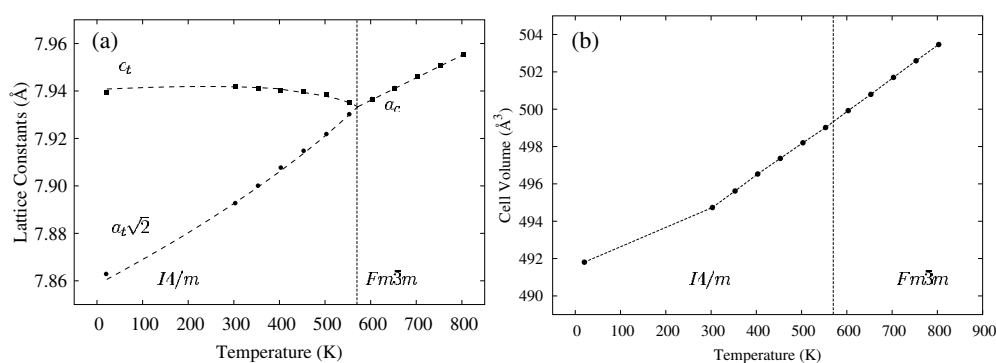 (a)
Lattice Constants (Å)
7.96
7.94
7.92
7.90
7.88
7.86
c_t
a_c
a_t√2
I4/m
Fm3̄m
0 100 200 300 400 500 600 700 800
Temperature (K)
(b)
Cell Volume (Å³)
504
502
500
498
496
494
492
490
I4/m
Fm3̄m
0 100 200 300 400 500 600 700 800 900
Temperature (K)